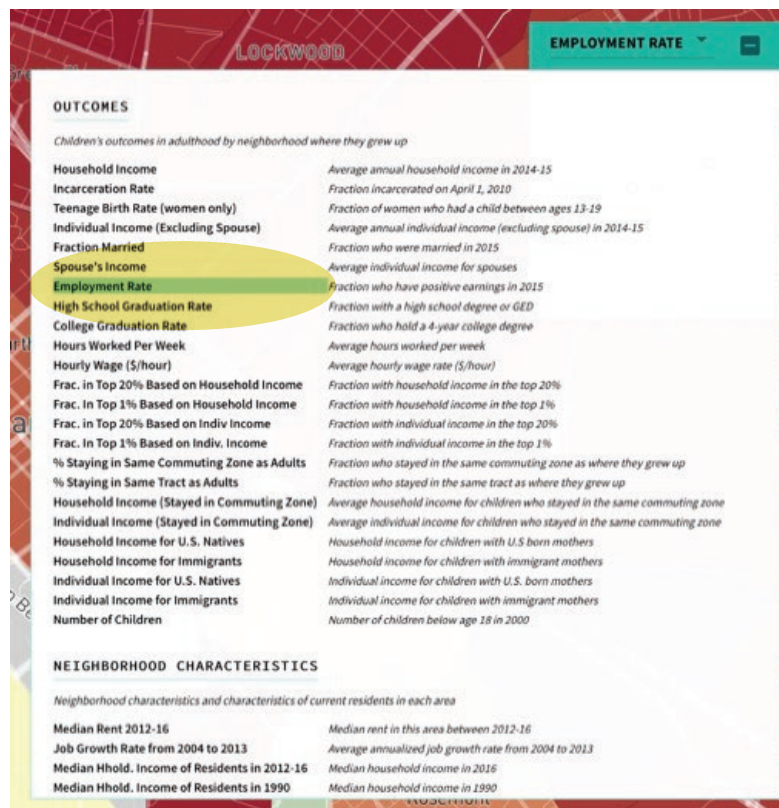 LOCKWOOD
EMPLOYMENT RATE
OUTCOMES
Children's outcomes in adulthood by neighborhood where they grew up
Household Income Average annual household income in 2014-15
Incarceration Rate Fraction incarcerated on April 1, 2010
Teenage Birth Rate (women only) Fraction of women who had a child between ages 13-19
Individual Income (Excluding Spouse) Average annual individual income (excluding spouse) in 2014-15
Fraction Married Fraction who were married in 2015
Spouse's Income Average individual income for spouses
Employment Rate Fraction who have positive earnings in 2015
High School Graduation Rate Fraction with a high school degree or GED
College Graduation Rate Fraction who hold a 4-year college degree
Hours Worked Per Week Average hours worked per week
Hourly Wage ($/hour) Average hourly wage rate ($/hour)
Frac. in Top 20% Based on Household Income Fraction with household income in the top 20%
Frac. In Top 1% Based on Household Income Fraction with household income in the top 1%
Frac. in Top 20% Based on Indiv Income Fraction with individual income in the top 20%
Frac. In Top 1% Based on Indiv. Income Fraction with individual income in the top 1%
% Staying in Same Commuting Zone as Adults Fraction who stayed in the same commuting zone as where they grew up
% Staying in Same Tract as Adults Fraction who stayed in the same tract as where they grew up
Household Income (Stayed in Commuting Zone) Average household income for children who stayed in the same commuting zone
Individual Income (Stayed in Commuting Zone) Average individual income for children who stayed in the same commuting zone
Household Income for U.S. Natives Household income for children with U.S born mothers
Household Income for Immigrants Household income for children with immigrant mothers
Individual Income for U.S. Natives Individual income for children with U.S. born mothers
Individual Income for Immigrants Individual income for children with immigrant mothers
Number of Children Number of children below age 18 in 2000
NEIGHBORHOOD CHARACTERISTICS
Neighborhood characteristics and characteristics of current residents in each area
Median Rent 2012-16 Median rent in this area between 2012-16
Job Growth Rate from 2004 to 2013 Average annualized job growth rate from 2004 to 2013
Median Hhold. Income of Residents in 2012-16 Median household income in 2016
Median Hhold. Income of Residents in 1990 Median household income in 1990
Rosemont